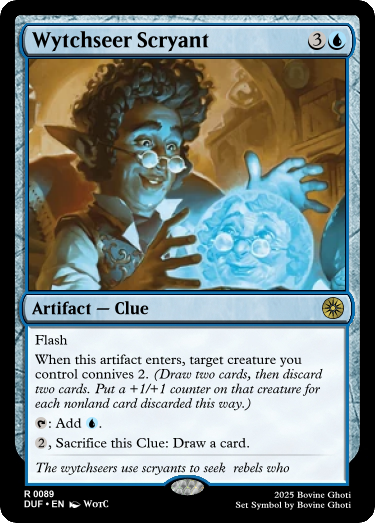 Wytchseer Scryant 3
Artifact — Clue
Flash
When this artifact enters, target creature you
control connives 2. (Draw two cards, then discard
two cards. Put a +1/+1 counter on that creature for
each nonland card discarded this way.)
: Add .
2, Sacrifice this Clue: Draw a card.
The wytchseers use scryants to seek rebels who
R 0089
DUF • EN WOTC
2025 Bovine Ghoti
Set Symbol by Bovine Ghoti